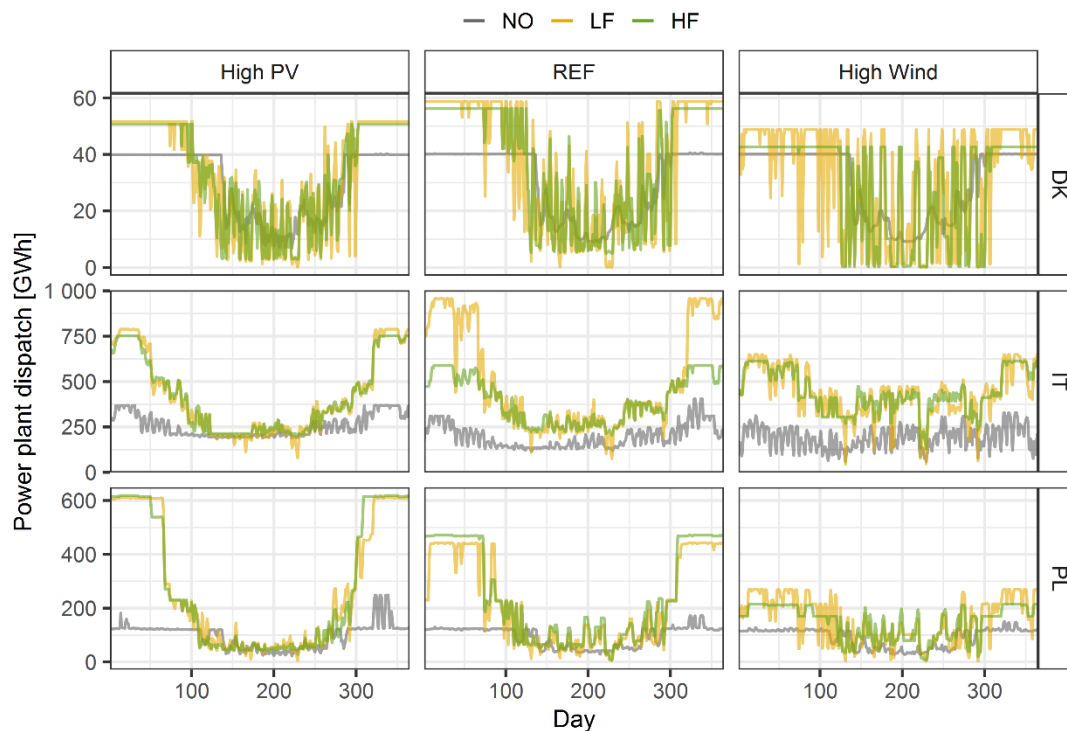 NO LF HF
High PV REF High Wind
Power plant dispatch [GWh]
60
40
20
0
DK
1 000
750
500
250
0
IT
600
400
200
0
PL
100 200 300 100 200 300 100 200 300
Day